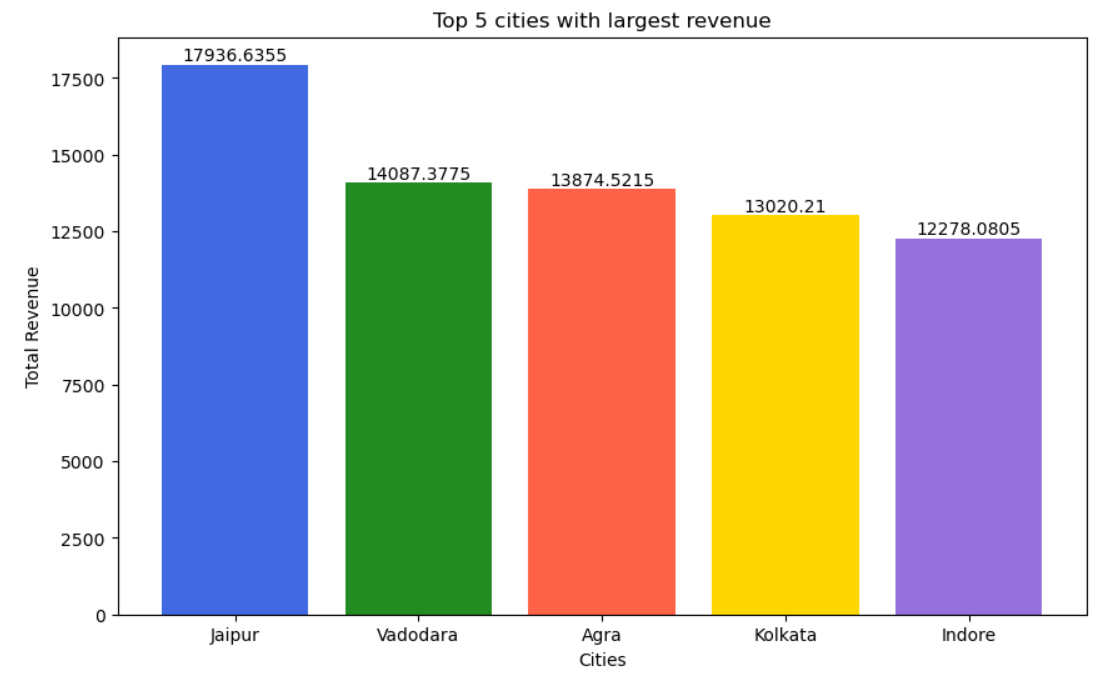 Top 5 cities with largest revenue
17936.6355
14087.3775
13874.5215
13020.21
12278.0805
Total Revenue
17500
15000
12500
10000
7500
5000
2500
0
Jaipur
Vadodara
Agra
Kolkata
Indore
Cities